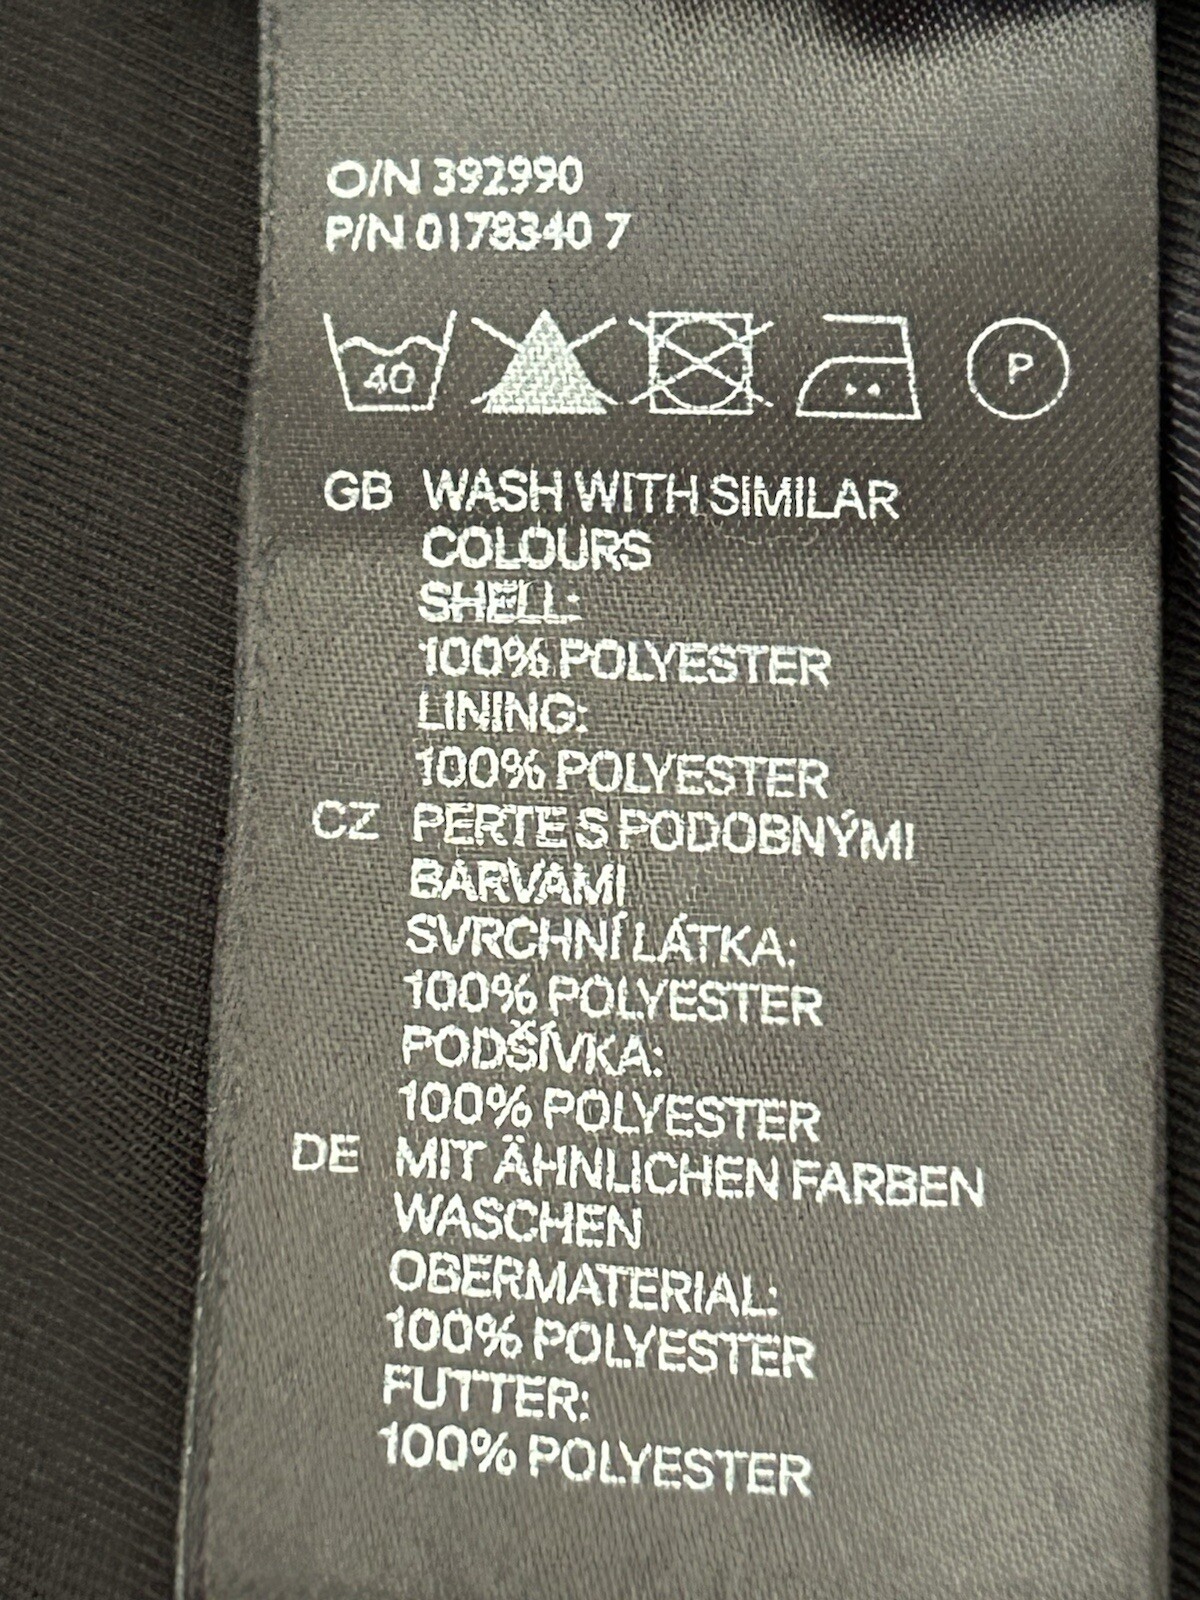 O/N 392990
P/N 0178340 7
40 P
GB WASH WITH SIMILAR
COLOURS
SHELL:
100% POLYESTER
LINING:
100% POLYESTER
CZ PERTE S PODOBNÝMI
BARVAMI
SVRCHNÍ LÁTKA:
100% POLYESTER
PODŠÍVKA:
100% POLYESTER
DE MIT ÄHNLICHEN FARBEN
WASCHEN
OBERMATERIAL:
100% POLYESTER
FUTTER:
100% POLYESTER